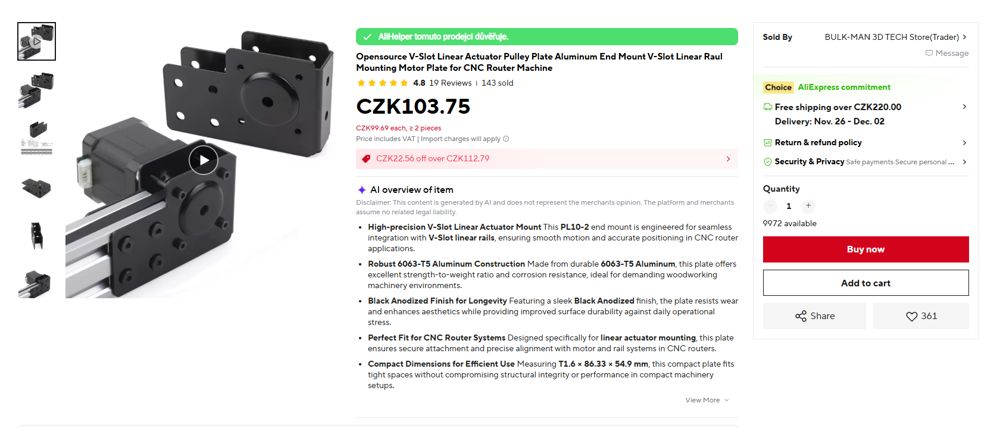 AliHelper tomuto prodejci důvěřuje.
Opensource V-Slot Linear Actuator Pulley Plate Aluminum End Mount V-Slot Linear Raul
Mounting Motor Plate for CNC Router Machine
4.8 19 Reviews 143 sold
CZK103.75
CZK99.69 each, ≥ 2 pieces
Price includes VAT | Import charges will apply
CZK22.56 off over CZK112.79
AI overview of item
Disclaimer: This content is generated by AI and does not represent the merchants opinion. The platform and merchants
assume no related legal liability.
• High-precision V-Slot Linear Actuator Mount This PL10-2 end mount is engineered for seamless
integration with V-Slot linear rails, ensuring smooth motion and accurate positioning in CNC router
applications.
• Robust 6063-T5 Aluminum Construction Made from durable 6063-T5 Aluminum, this plate offers
excellent strength-to-weight ratio and corrosion resistance, ideal for demanding woodworking
machinery environments.
• Black Anodized Finish for Longevity Featuring a sleek Black Anodized finish, the plate resists wear
and enhances aesthetics while providing improved surface durability against daily operational
stress.
• Perfect Fit for CNC Router Systems Designed specifically for linear actuator mounting, this plate
ensures secure attachment and precise alignment with motor and rail systems in CNC routers.
• Compact Dimensions for Efficient Use Measuring T1.6 × 86.33 × 54.9 mm, this compact plate fits
tight spaces without compromising structural integrity or performance in compact machinery
setups.
View More
Sold By BULK-MAN 3D TECH Store(Trader)
Message
Choice AliExpress commitment
Free shipping over CZK220.00
Delivery: Nov. 26 - Dec. 02
Return & refund policy
Security & Privacy Safe payments Secure personal ...
Quantity
- 1 +
9972 available
Buy now
Add to cart
Share
361